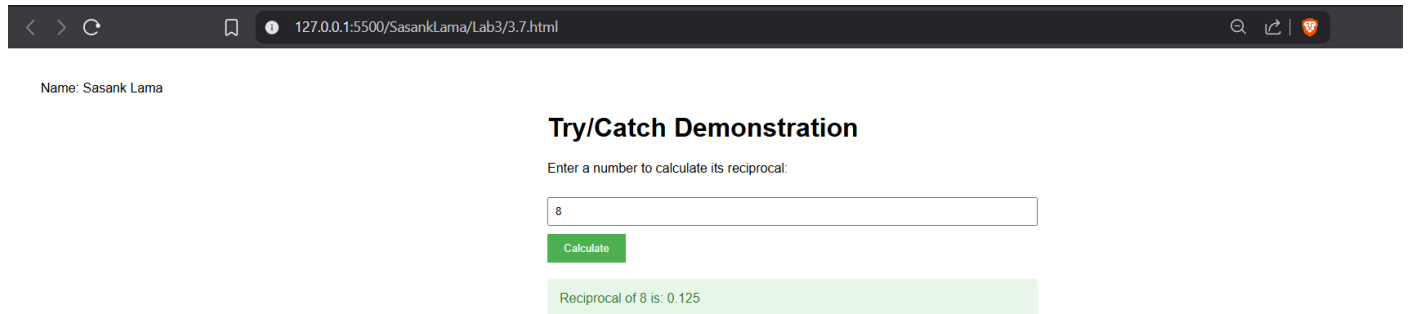 127.0.0.1:5500/SasankLama/Lab3/3.7.html
Name: Sasank Lama
Try/Catch Demonstration
Enter a number to calculate its reciprocal:
8
Calculate
Reciprocal of 8 is: 0.125